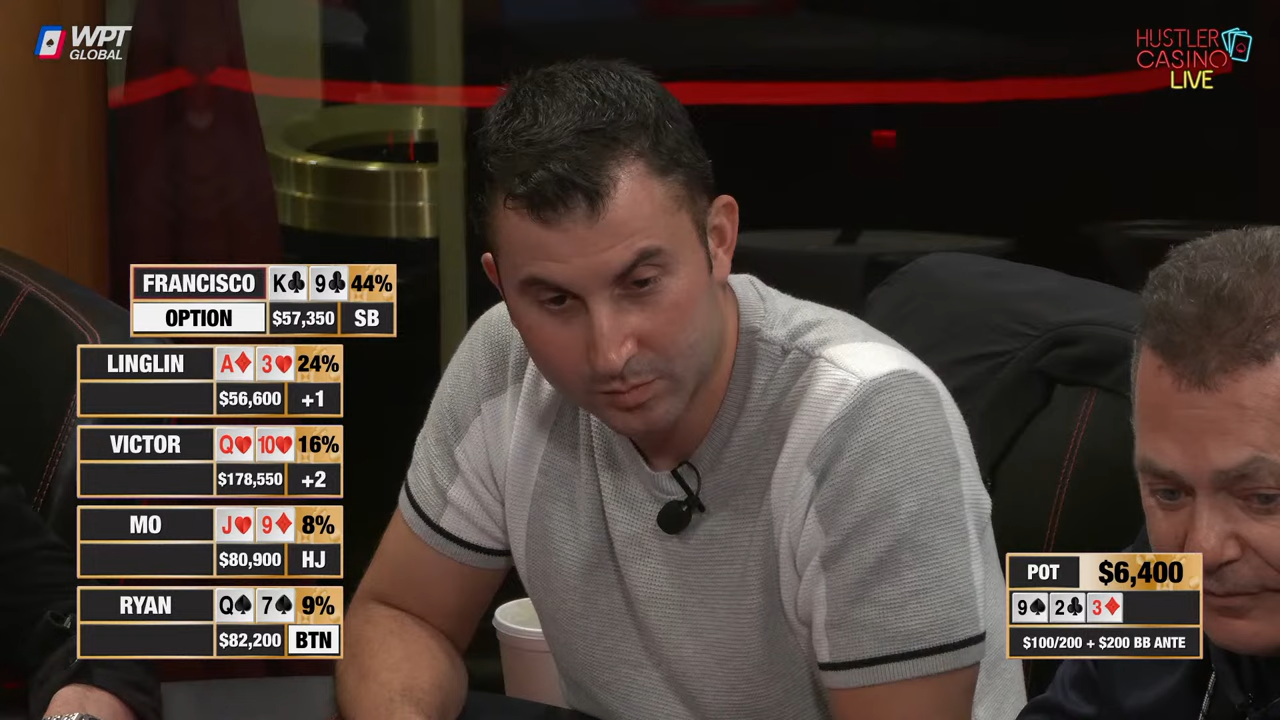 WPT
GLOBAL
HUSTLER
CASINO
LIVE
FRANCISCO K♣ 9♣ 44%
OPTION $57,350 SB
LINGLIN A♦ 3♥ 24%
$56,600 +1
VICTOR Q♥ 10♥ 16%
$178,550 +2
MO J♥ 9♦ 8%
$80,900 HJ
RYAN Q♠ 7♠ 9%
$82,200 BTN
POT $6,400
9♠ 2♣ 3♦
$100/200 + $200 BB ANTE